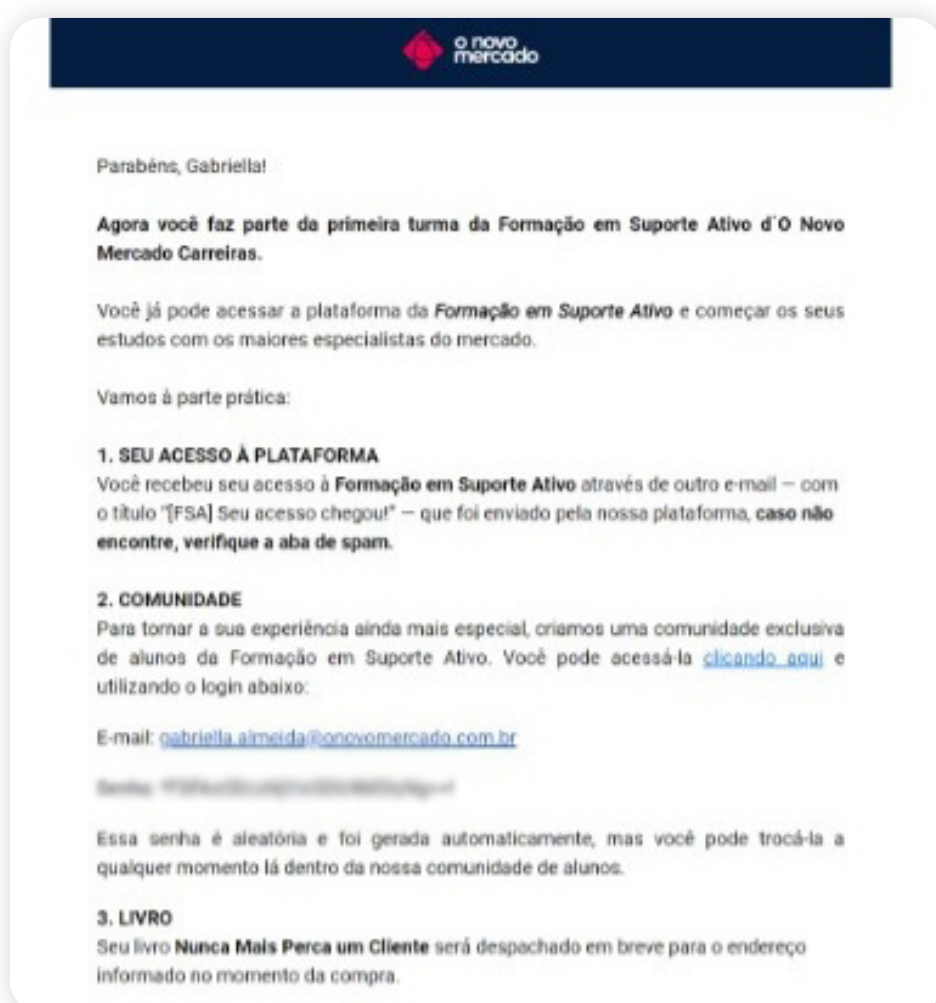 o novo
mercado
Parabéns, Gabriella!
Agora você faz parte da primeira turma da Formação em Suporte Ativo d´O Novo
Mercado Carreiras.
Você já pode acessar a plataforma da Formação em Suporte Ativo e começar os seus
estudos com os maiores especialistas do mercado.
Vamos à parte prática:
1. SEU ACESSO À PLATAFORMA
Você recebeu seu acesso à Formação em Suporte Ativo através de outro e-mail – com
o título "[FSA] Seu acesso chegou!" – que foi enviado pela nossa plataforma, caso não
encontre, verifique a aba de spam.
2. COMUNIDADE
Para tornar a sua experiência ainda mais especial, criamos uma comunidade exclusiva
de alunos da Formação em Suporte Ativo. Você pode acessá-la clicando aqui e
utilizando o login abaixo:
E-mail: gabriella.almeida@onovomercado.com.br
Essa senha é aleatória e foi gerada automaticamente, mas você pode trocá-la a
qualquer momento lá dentro da nossa comunidade de alunos.
3. LIVRO
Seu livro Nunca Mais Perca um Cliente será despachado em breve para o endereço
informado no momento da compra.